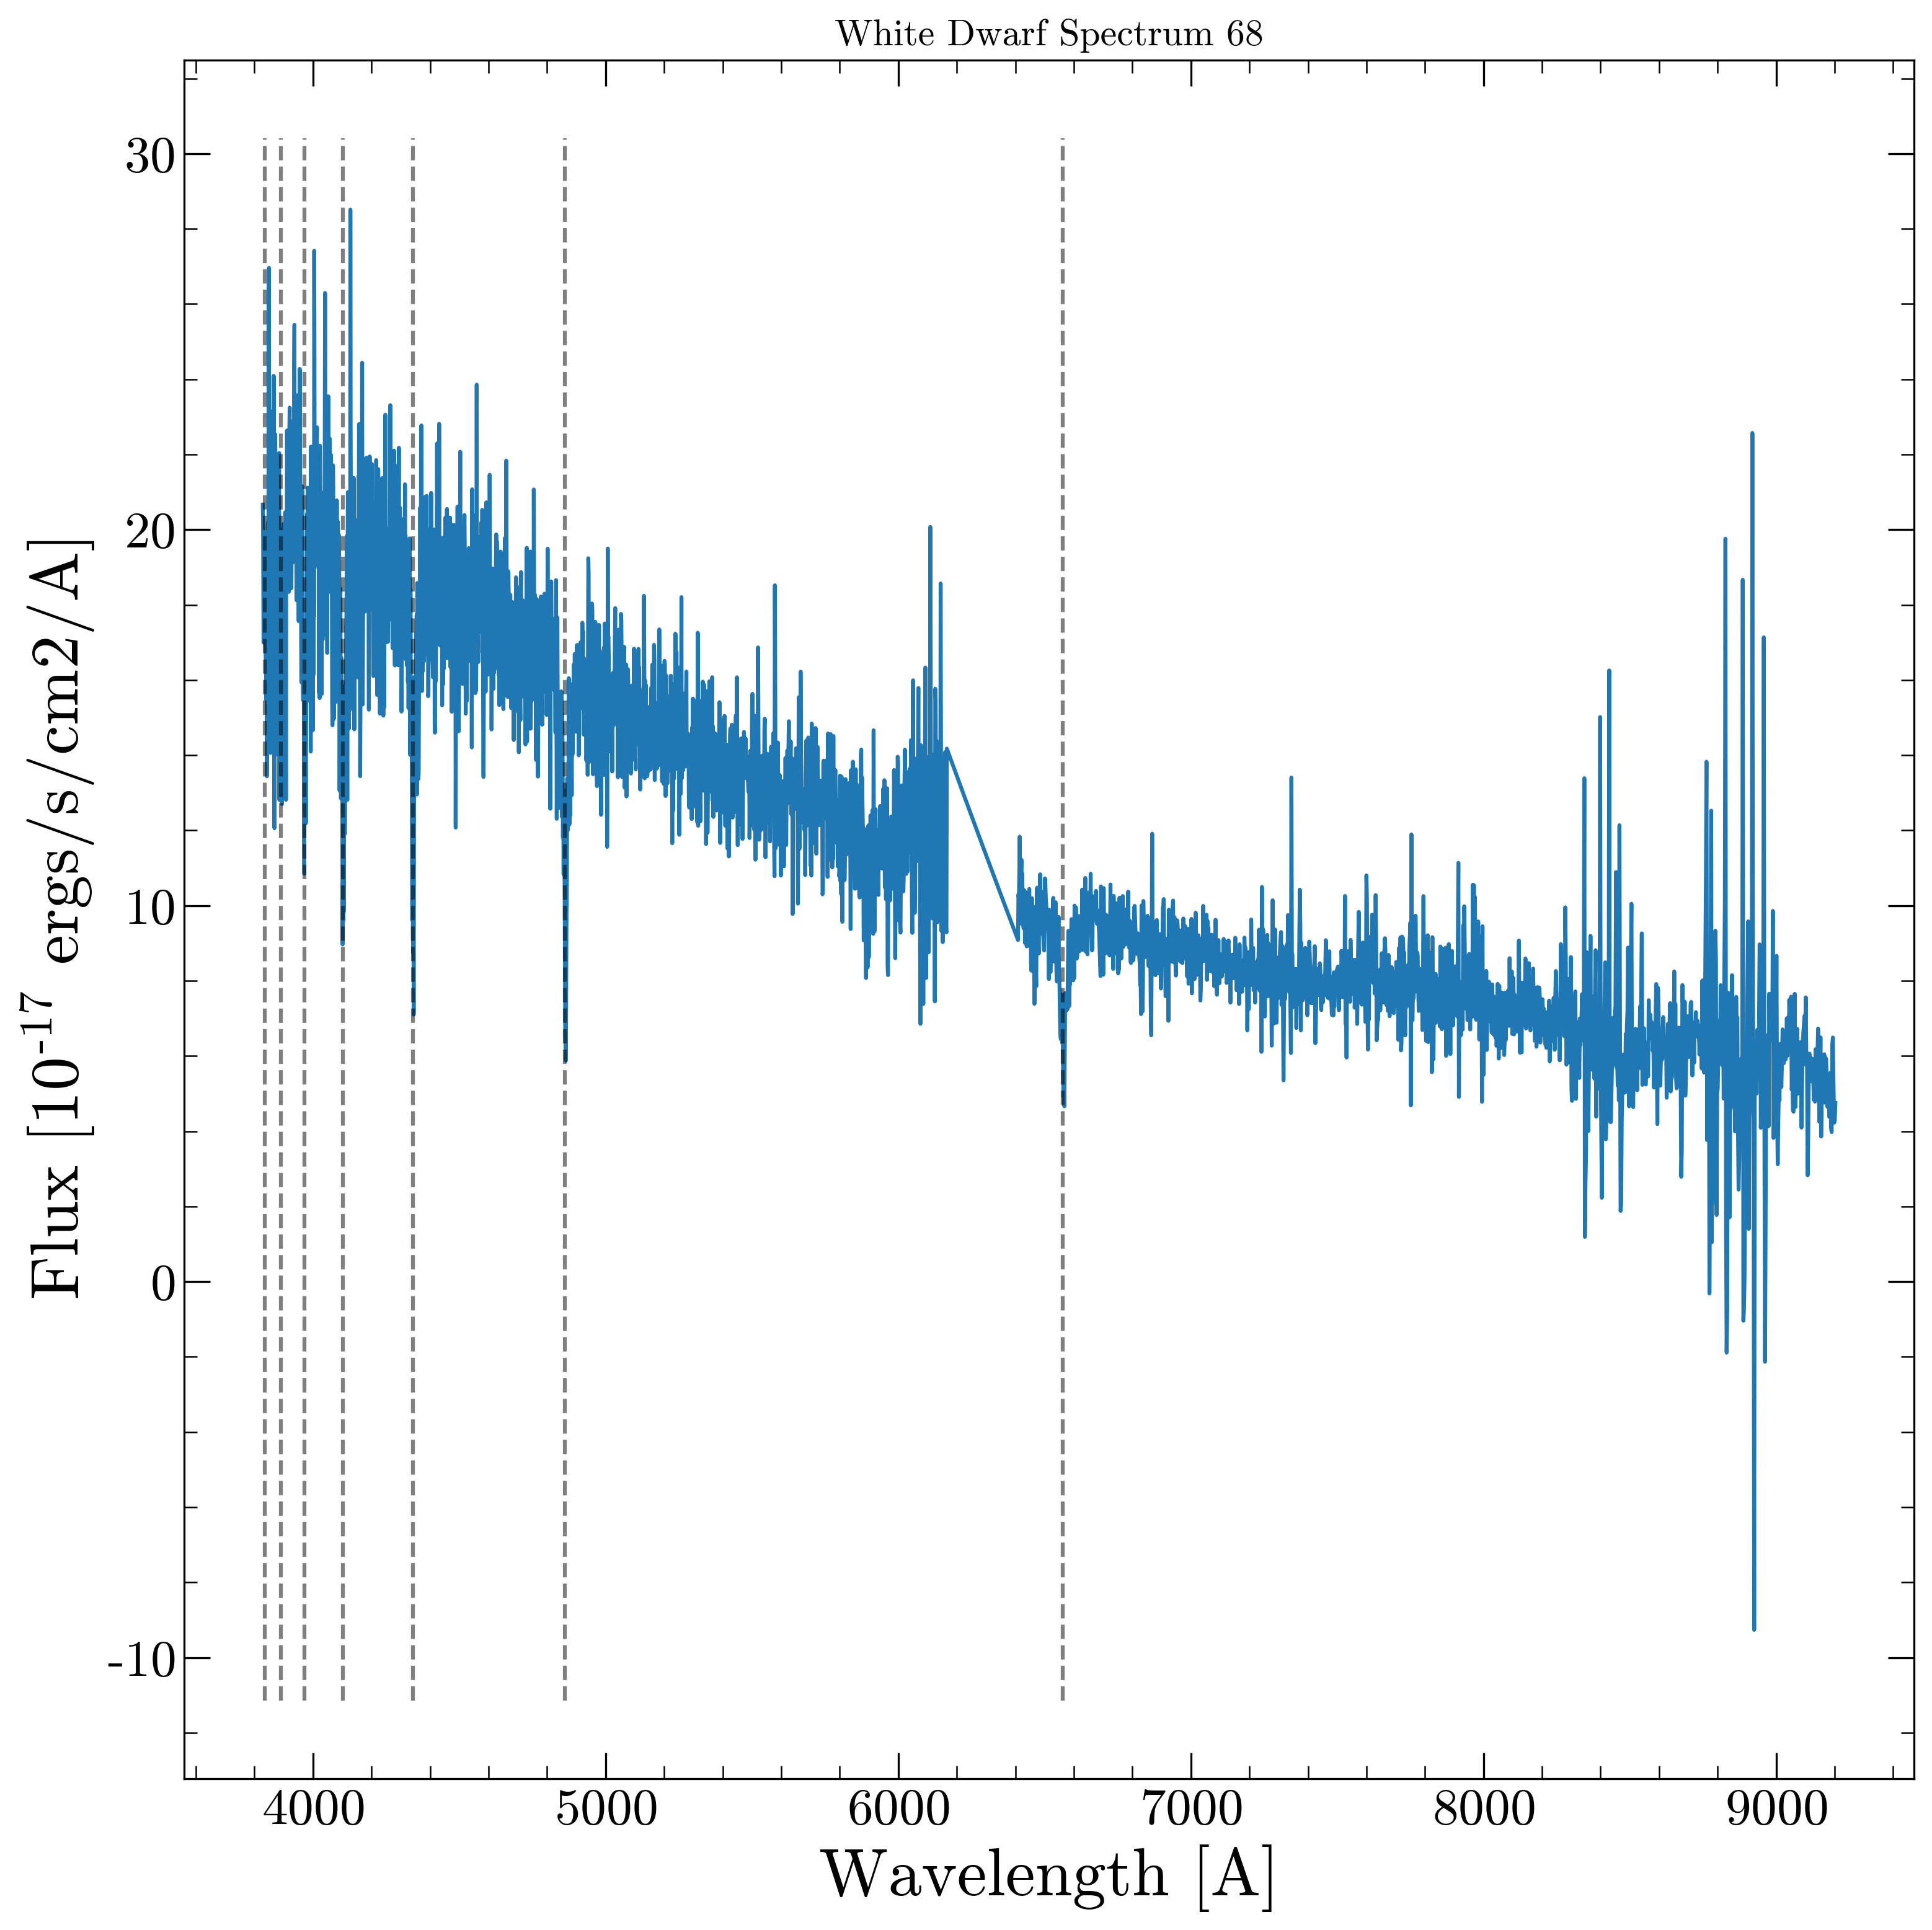 White Dwarf Spectrum 68
30
20
10
0
-10
Flux [10-17 ergs/s/cm2/A]
4000 5000 6000 7000 8000 9000
Wavelength [A]